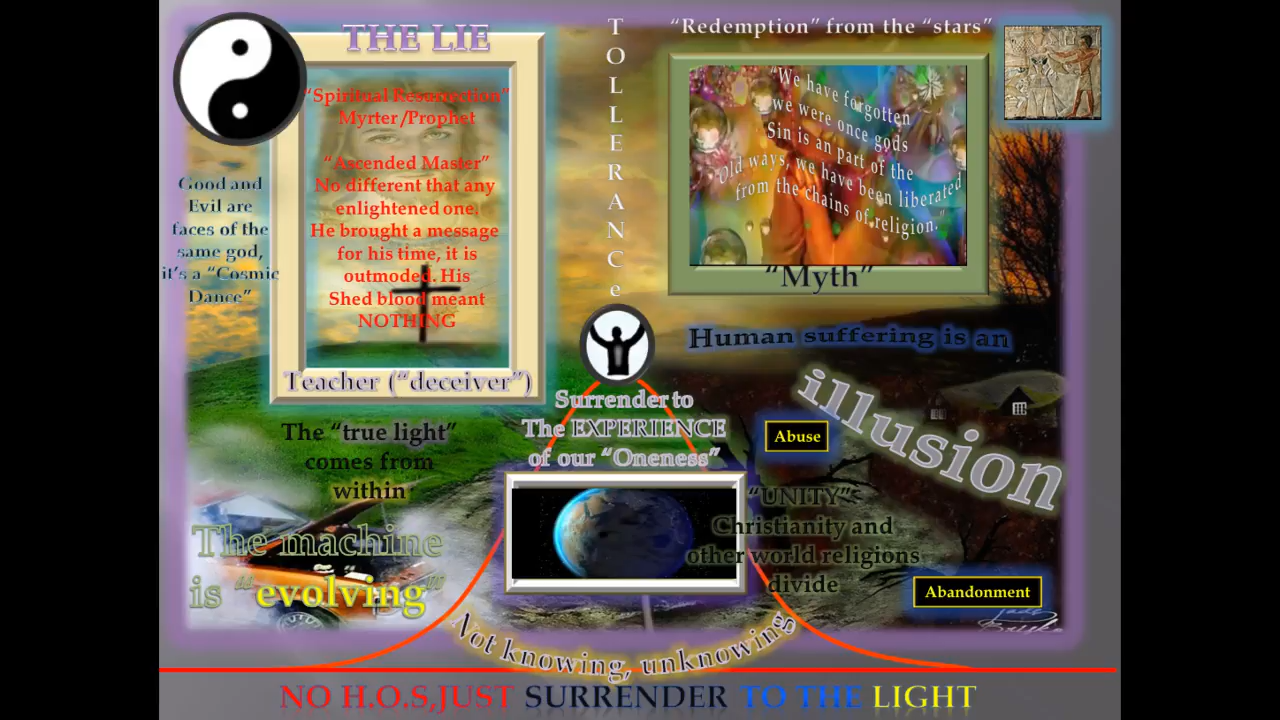 THE LIE
"Spiritual Resurrection"
Myrter/Prophet
"Ascended Master"
No different that any
enlightened one.
He brought a message
for his time, it is
outmoded. His
Shed blood meant
NOTHING
Teacher ("deceiver")
Good and
Evil are
faces of the
same god,
it's a "Cosmic
Dance"
TOLLERANCe
"Redemption" from the "stars"
"We have forgotten
we were once gods
Sin is an part of the
Old ways, we have been liberated
from the chains of religion."
"Myth"
Human suffering is an
illusion
Surrender to
The EXPERIENCE
of our "Oneness"
The "true light"
comes from
within
The machine
is "evolving"
Abuse
"UNITY"
Christianity and
other world religions
divide
Abandonment
Not knowing, unknowing
NO H.O.S,JUST SURRENDER TO THE LIGHT